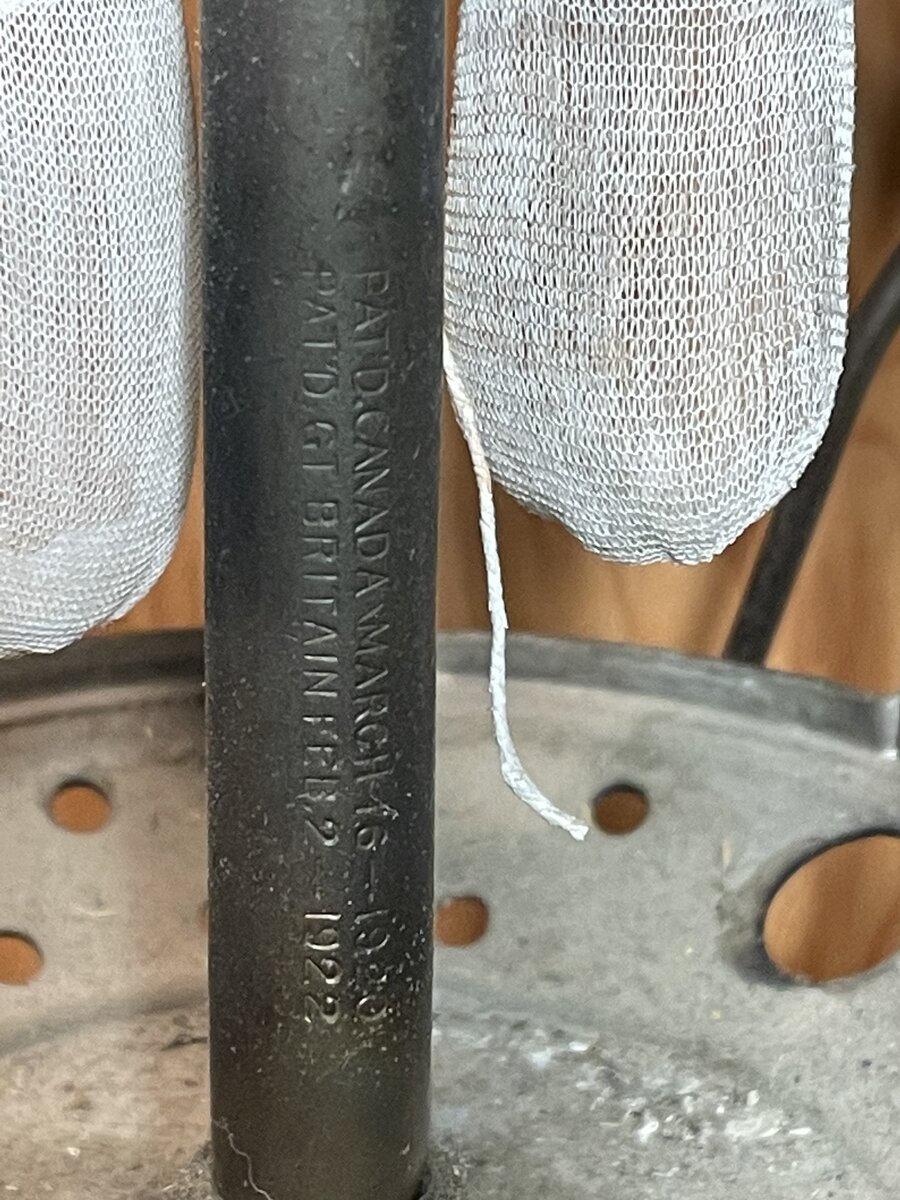 PAT'D. CANADA MARCH 16—
PAT'D. GT BRITAIN FEB, 2—1922